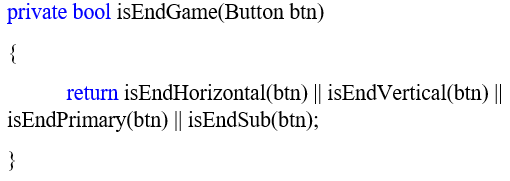 private bool isEndGame(Button btn)
{
return isEndHorizontal(btn) || isEndVertical(btn) ||
isEndPrimary(btn) || isEndSub(btn);
}